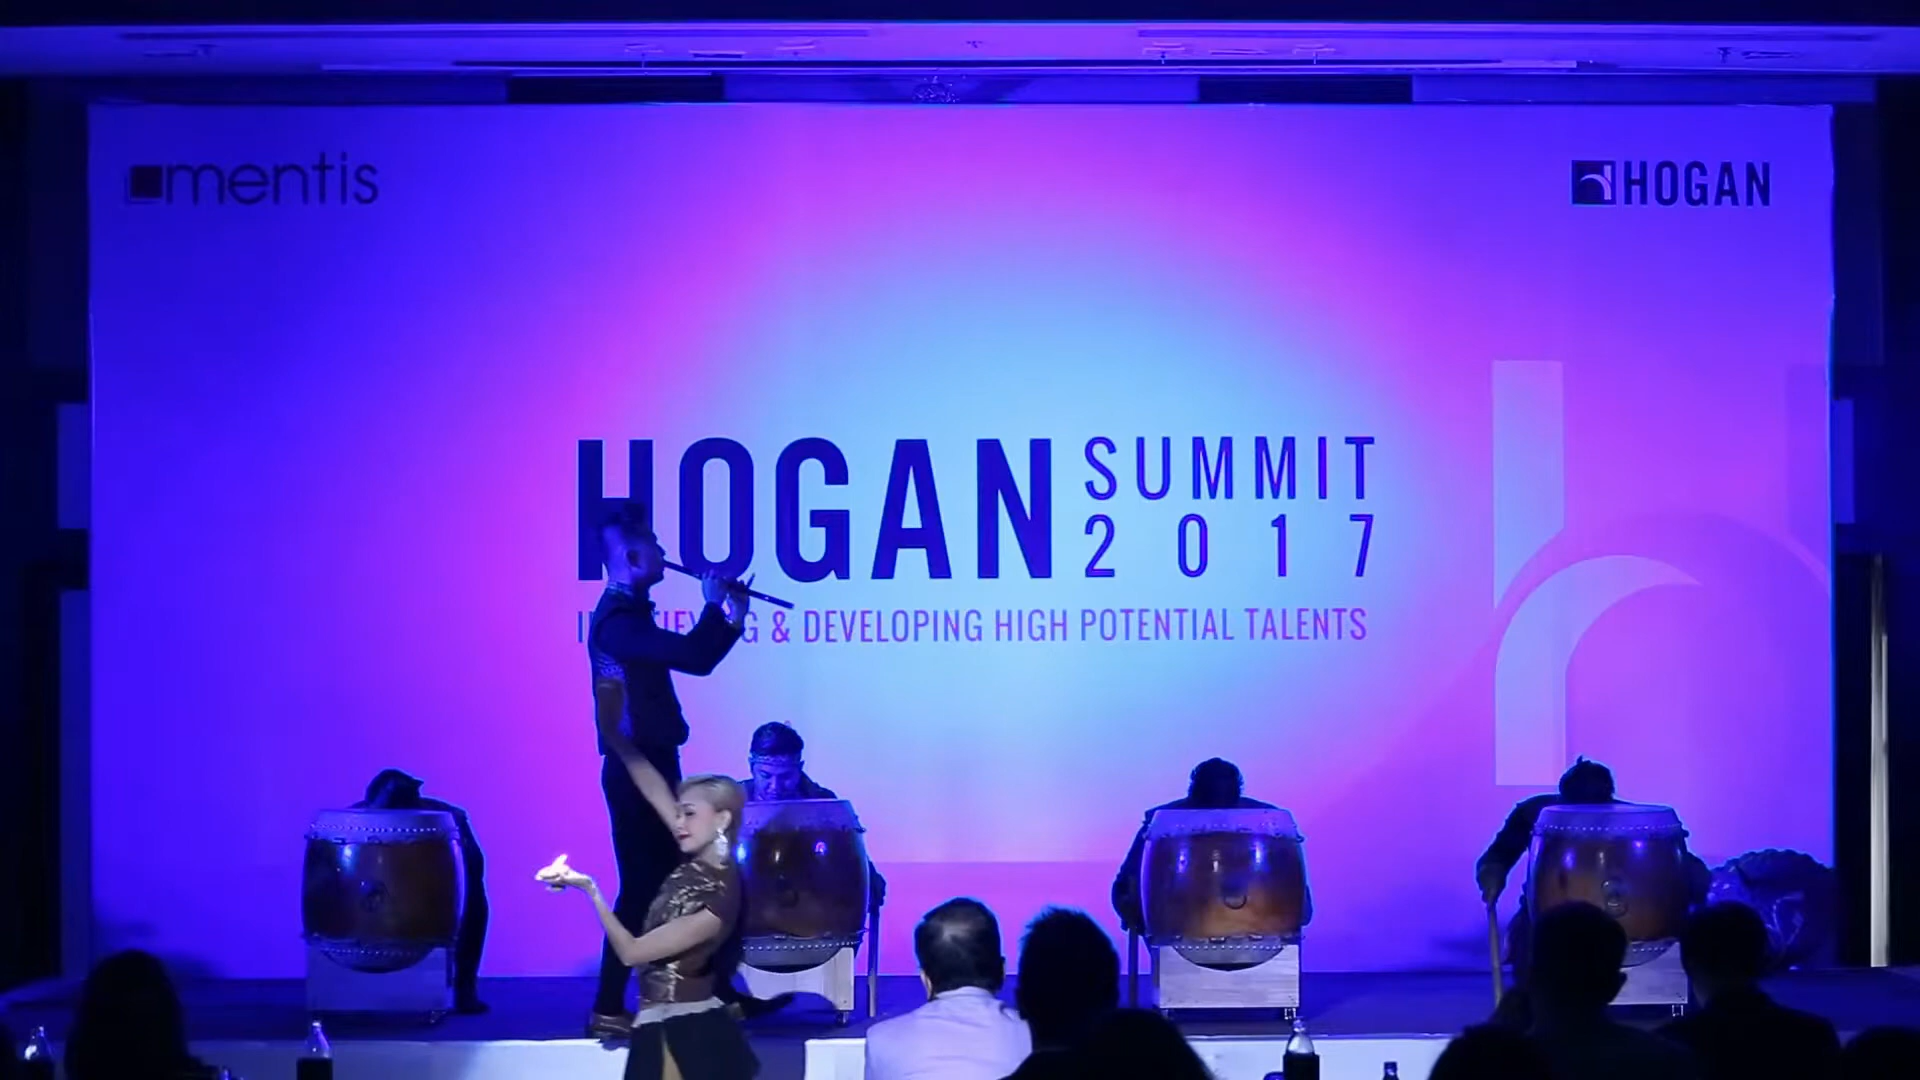 mentis
HOGAN
HOGAN SUMMIT
2017
& DEVELOPING HIGH POTENTIAL TALENTS